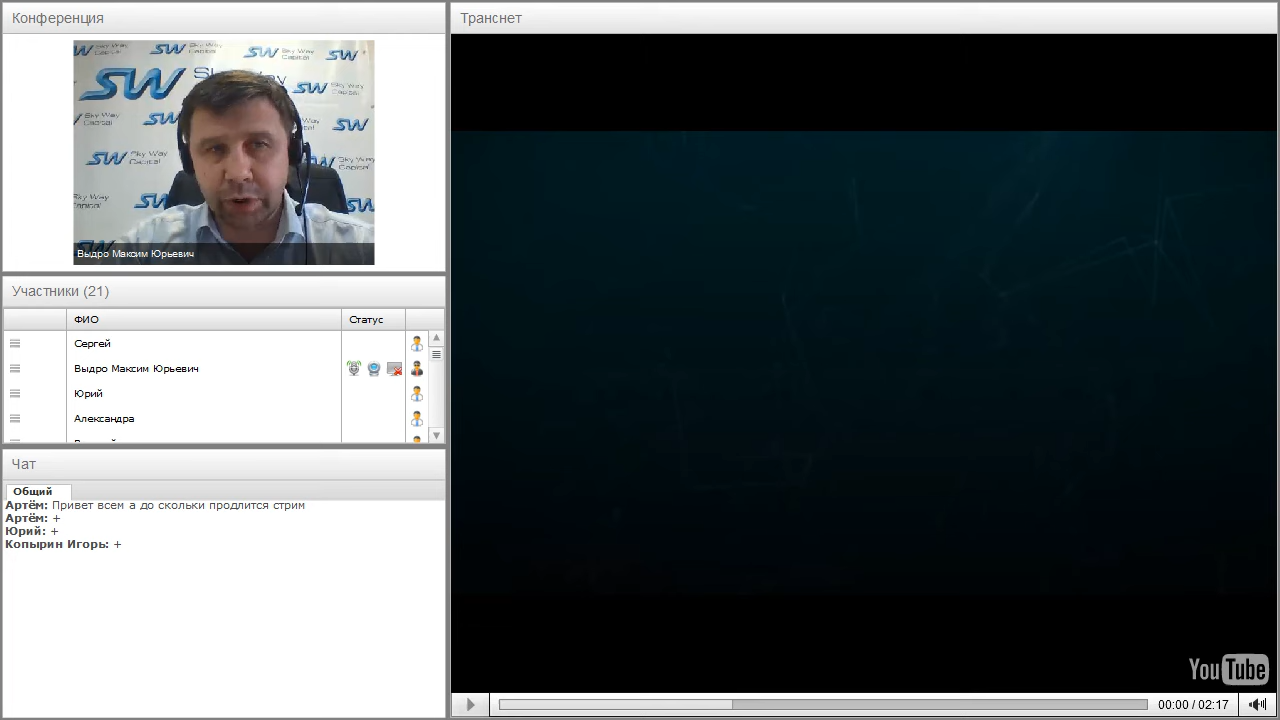 Конференция
SW Sky Way Capital
Выдро Максим Юрьевич
Участники (21)
ФИО Статус
Сергей
Выдро Максим Юрьевич
Юрий
Александра
Чат
Общий
Артём: Привет всем а до скольки продлится стрим
Артём: +
Юрий: +
Копырин Игорь: +
Транснет
YouTube
00:00 / 02:17